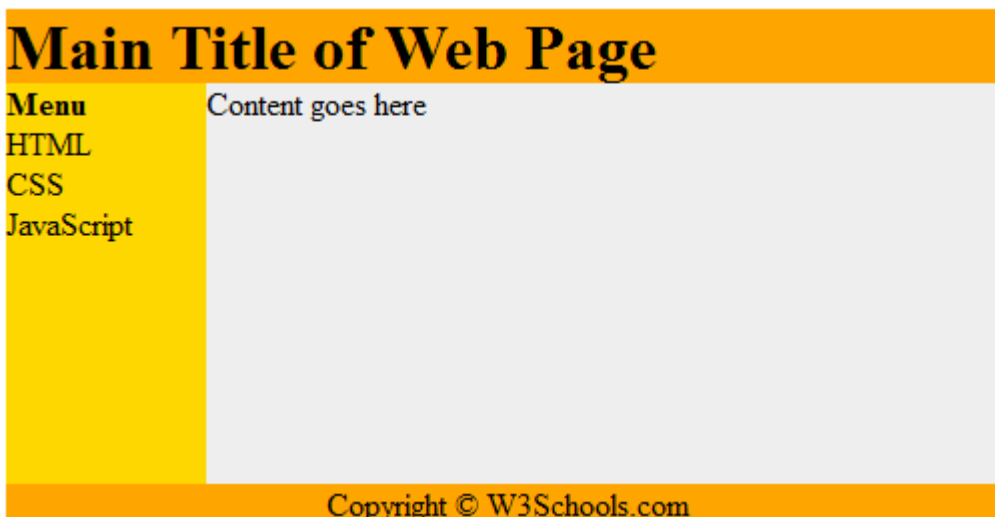 Main Title of Web Page
Menu
HTML
CSS
JavaScript
Content goes here
Copyright © W3Schools.com